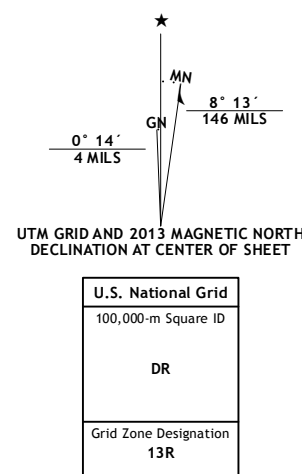 ★
MN
GN
8° 13´
146 MILS
0° 14´
4 MILS
UTM GRID AND 2013 MAGNETIC NORTH
DECLINATION AT CENTER OF SHEET
U.S. National Grid
100,000-m Square ID
DR
Grid Zone Designation
13R